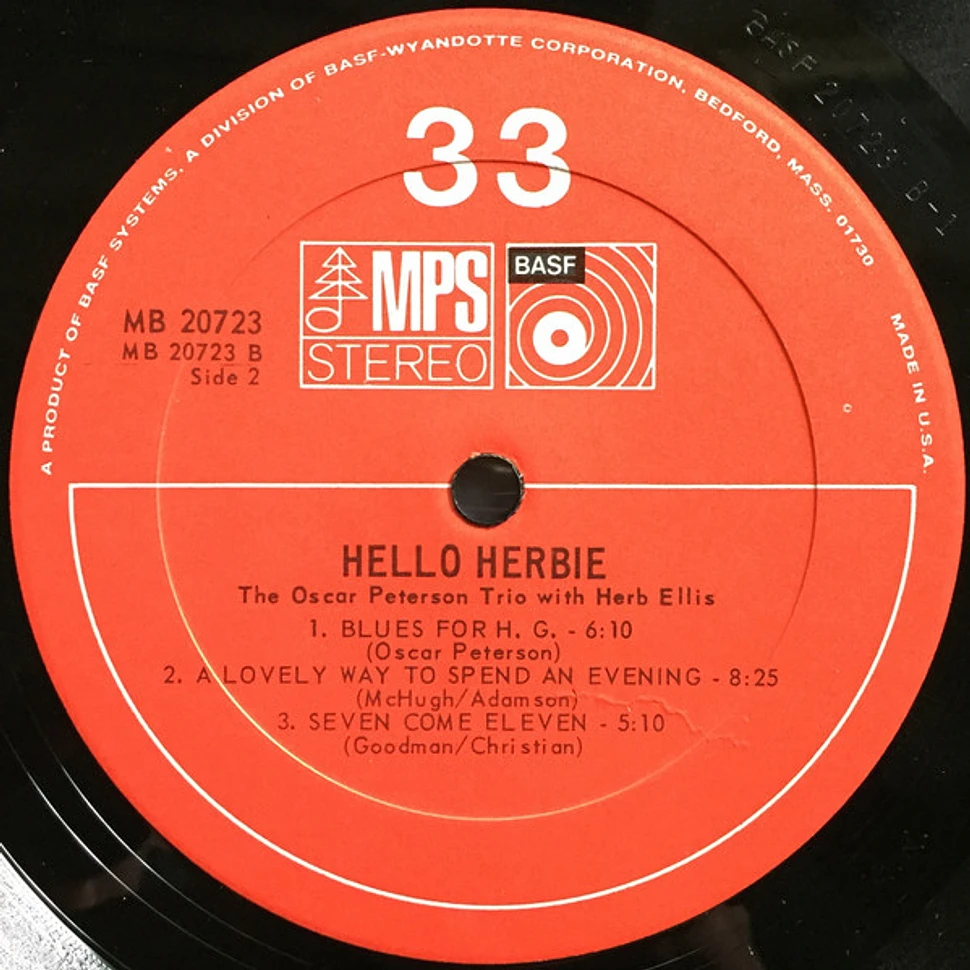 A PRODUCT OF BASF SYSTEMS, A DIVISION OF BASF-WYANDOTTE CORPORATION, BEDFORD, MASS. 01730
MADE IN U.S.A.
BASF 20723 B-1
33
MPS
STEREO
BASF
MB 20723
MB 20723 B
Side 2
HELLO HERBIE
The Oscar Peterson Trio with Herb Ellis
1. BLUES FOR H. G. - 6:10
(Oscar Peterson)
2. A LOVELY WAY TO SPEND AN EVENING - 8:25
(McHugh/Adamson)
3. SEVEN COME ELEVEN - 5:10
(Goodman/Christian)